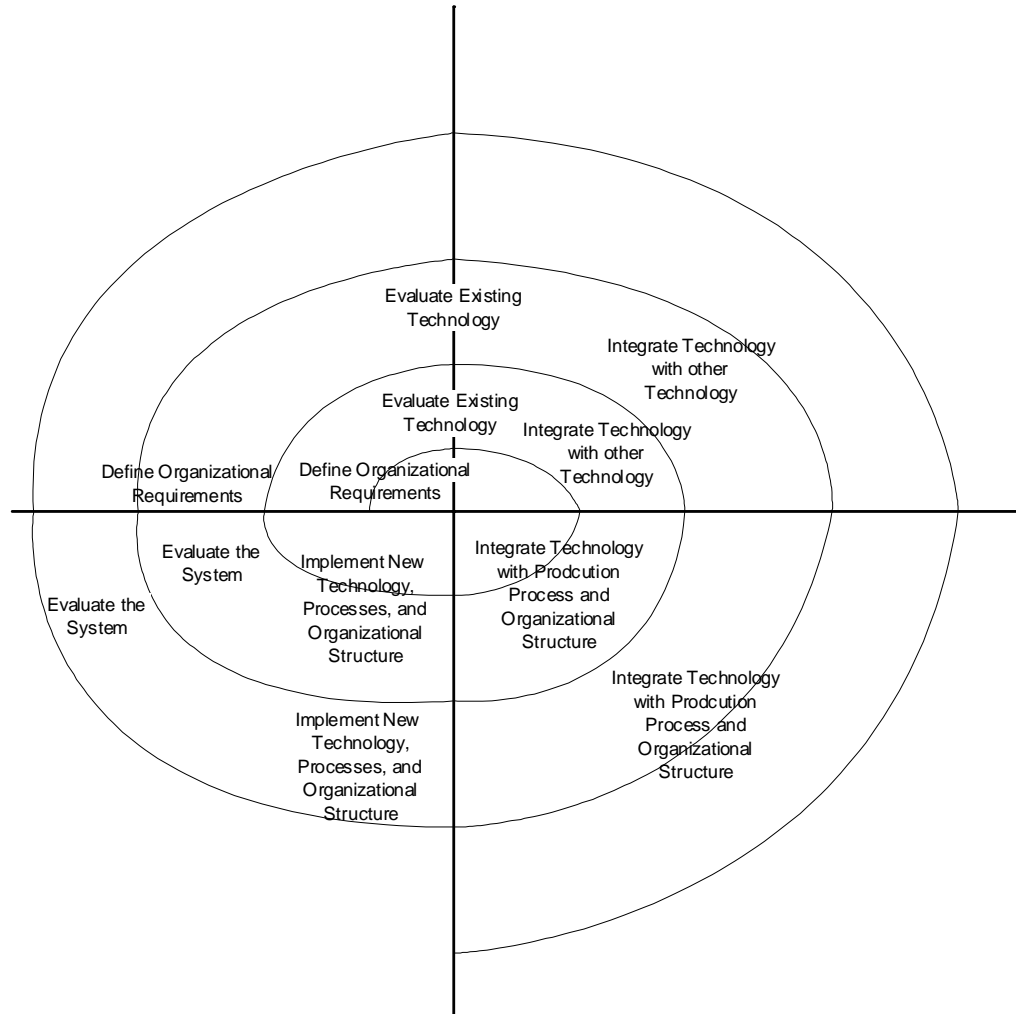 Evaluate Existing
Technology
Integrate Technology
with other
Technology
Evaluate Existing
Technology
Integrate Technology
with other
Technology
Define Organizational
Requirements
Define Organizational
Requirements
Evaluate the
System
Implement New
Technology,
Processes, and
Organizational
Structure
Integrate Technology
with Prodcution
Process and
Organizational
Structure
Evaluate the
System
Integrate Technology
with Prodcution
Process and
Organizational
Structure
Implement New
Technology,
Processes, and
Organizational
Structure